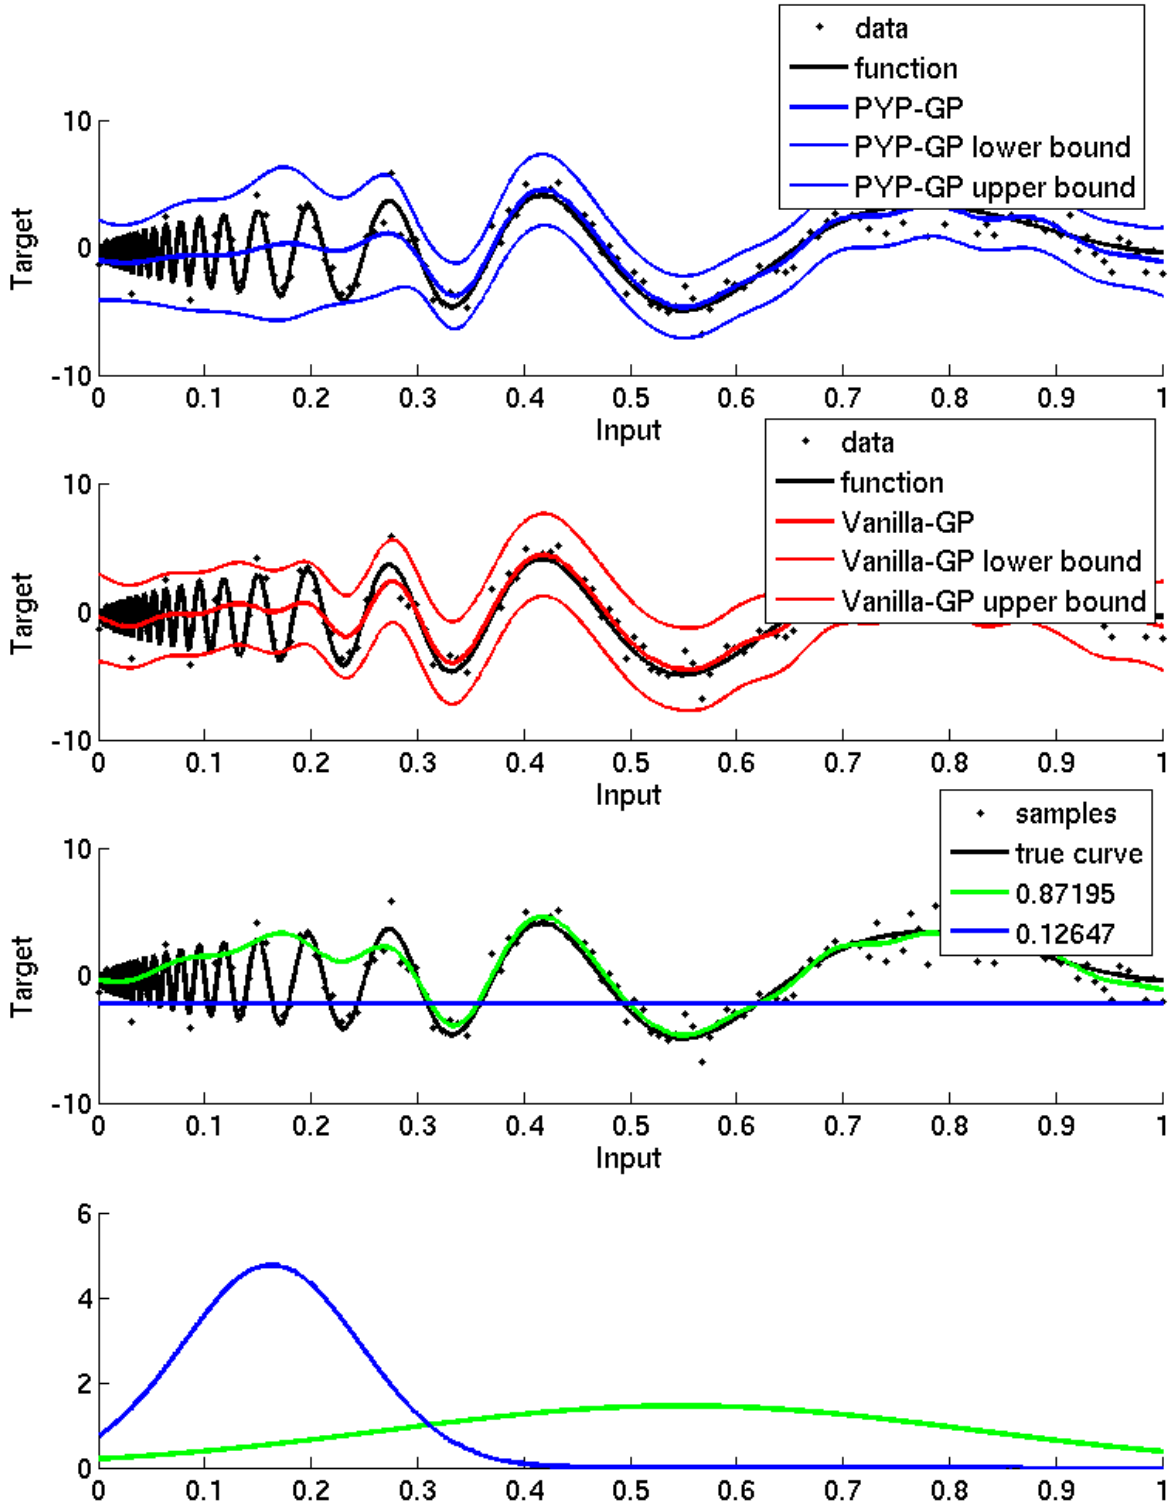 data
function
PYP-GP
PYP-GP lower bound
PYP-GP upper bound
10
0
-10
Target
0 0.1 0.2 0.3 0.4 0.5 0.6 0.7 0.8 0.9 1
Input
data
function
Vanilla-GP
Vanilla-GP lower bound
Vanilla-GP upper bound
10
0
-10
Target
0 0.1 0.2 0.3 0.4 0.5 0.6 0.7 0.8 0.9 1
Input
samples
true curve
0.87195
0.12647
10
0
-10
Target
0 0.1 0.2 0.3 0.4 0.5 0.6 0.7 0.8 0.9 1
Input
6
4
2
0
0 0.1 0.2 0.3 0.4 0.5 0.6 0.7 0.8 0.9 1